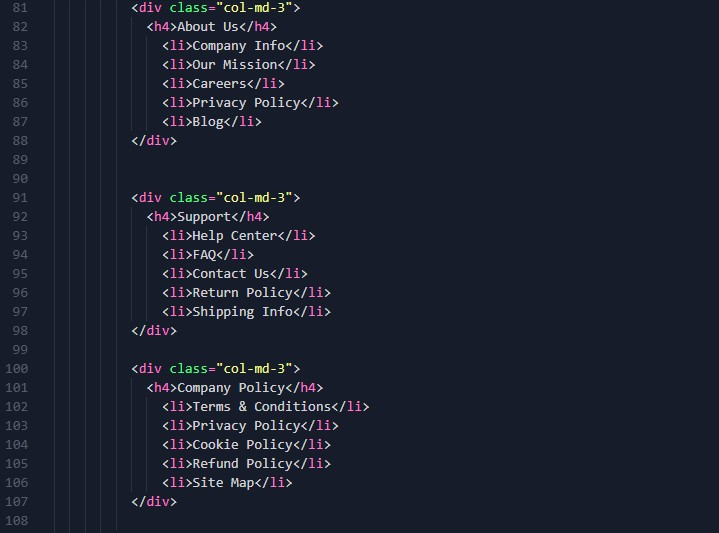 81 <div class="col-md-3">
82 <h4>About Us</h4>
83 <li>Company Info</li>
84 <li>Our Mission</li>
85 <li>Careers</li>
86 <li>Privacy Policy</li>
87 <li>Blog</li>
88 </div>
89
90
91 <div class="col-md-3">
92 <h4>Support</h4>
93 <li>Help Center</li>
94 <li>FAQ</li>
95 <li>Contact Us</li>
96 <li>Return Policy</li>
97 <li>Shipping Info</li>
98 </div>
99
100 <div class="col-md-3">
101 <h4>Company Policy</h4>
102 <li>Terms & Conditions</li>
103 <li>Privacy Policy</li>
104 <li>Cookie Policy</li>
105 <li>Refund Policy</li>
106 <li>Site Map</li>
107 </div>
108